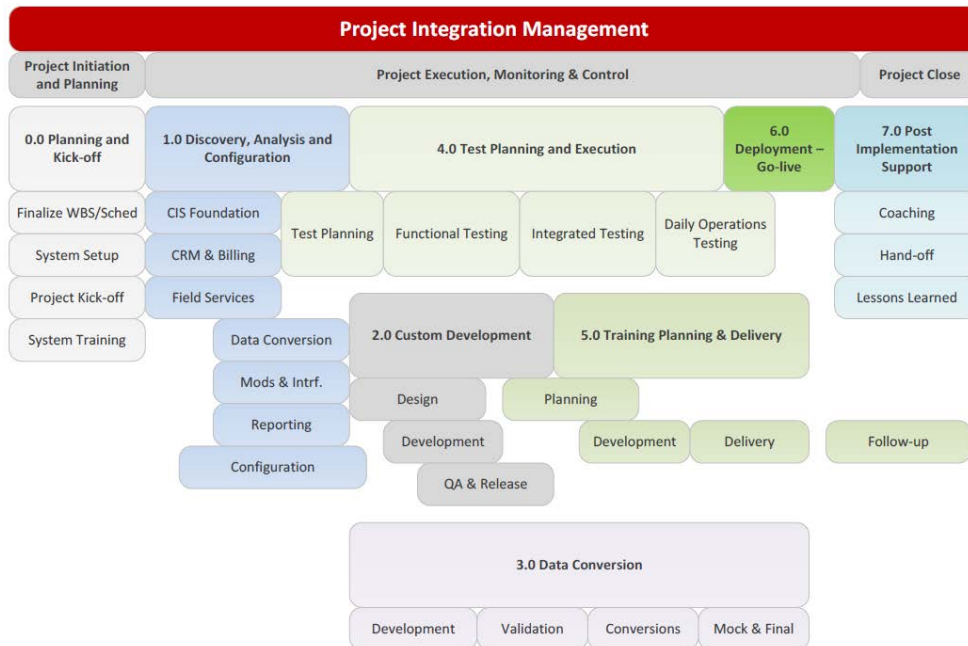 Project Integration Management
Project Initiation
and Planning
Project Execution, Monitoring & Control
Project Close
0.0 Planning and
Kick-off
1.0 Discovery, Analysis and
Configuration
4.0 Test Planning and Execution
6.0
Deployment –
Go-live
7.0 Post
Implementation
Support
Finalize WBS/Sched
System Setup
Project Kick-off
System Training
CIS Foundation
CRM & Billing
Field Services
Data Conversion
Mods & Intrf.
Reporting
Configuration
Test Planning
Functional Testing
Integrated Testing
Daily Operations
Testing
Coaching
Hand-off
Lessons Learned
2.0 Custom Development
Design
Development
QA & Release
5.0 Training Planning & Delivery
Planning
Development
Delivery
Follow-up
3.0 Data Conversion
Development
Validation
Conversions
Mock & Final